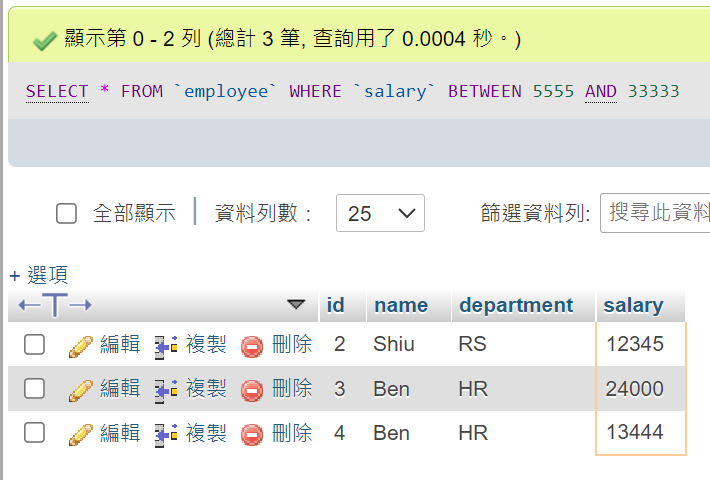 顯示第 0 - 2 列 (總計 3 筆, 查詢用了 0.0004 秒。)
SELECT * FROM `employee` WHERE `salary` BETWEEN 5555 AND 33333
全部顯示 資料列數： 25 篩選資料列: 搜尋此資料
+ 選項
←T→ id name department salary
編輯 複製 刪除 2 Shiu RS 12345
編輯 複製 刪除 3 Ben HR 24000
編輯 複製 刪除 4 Ben HR 13444